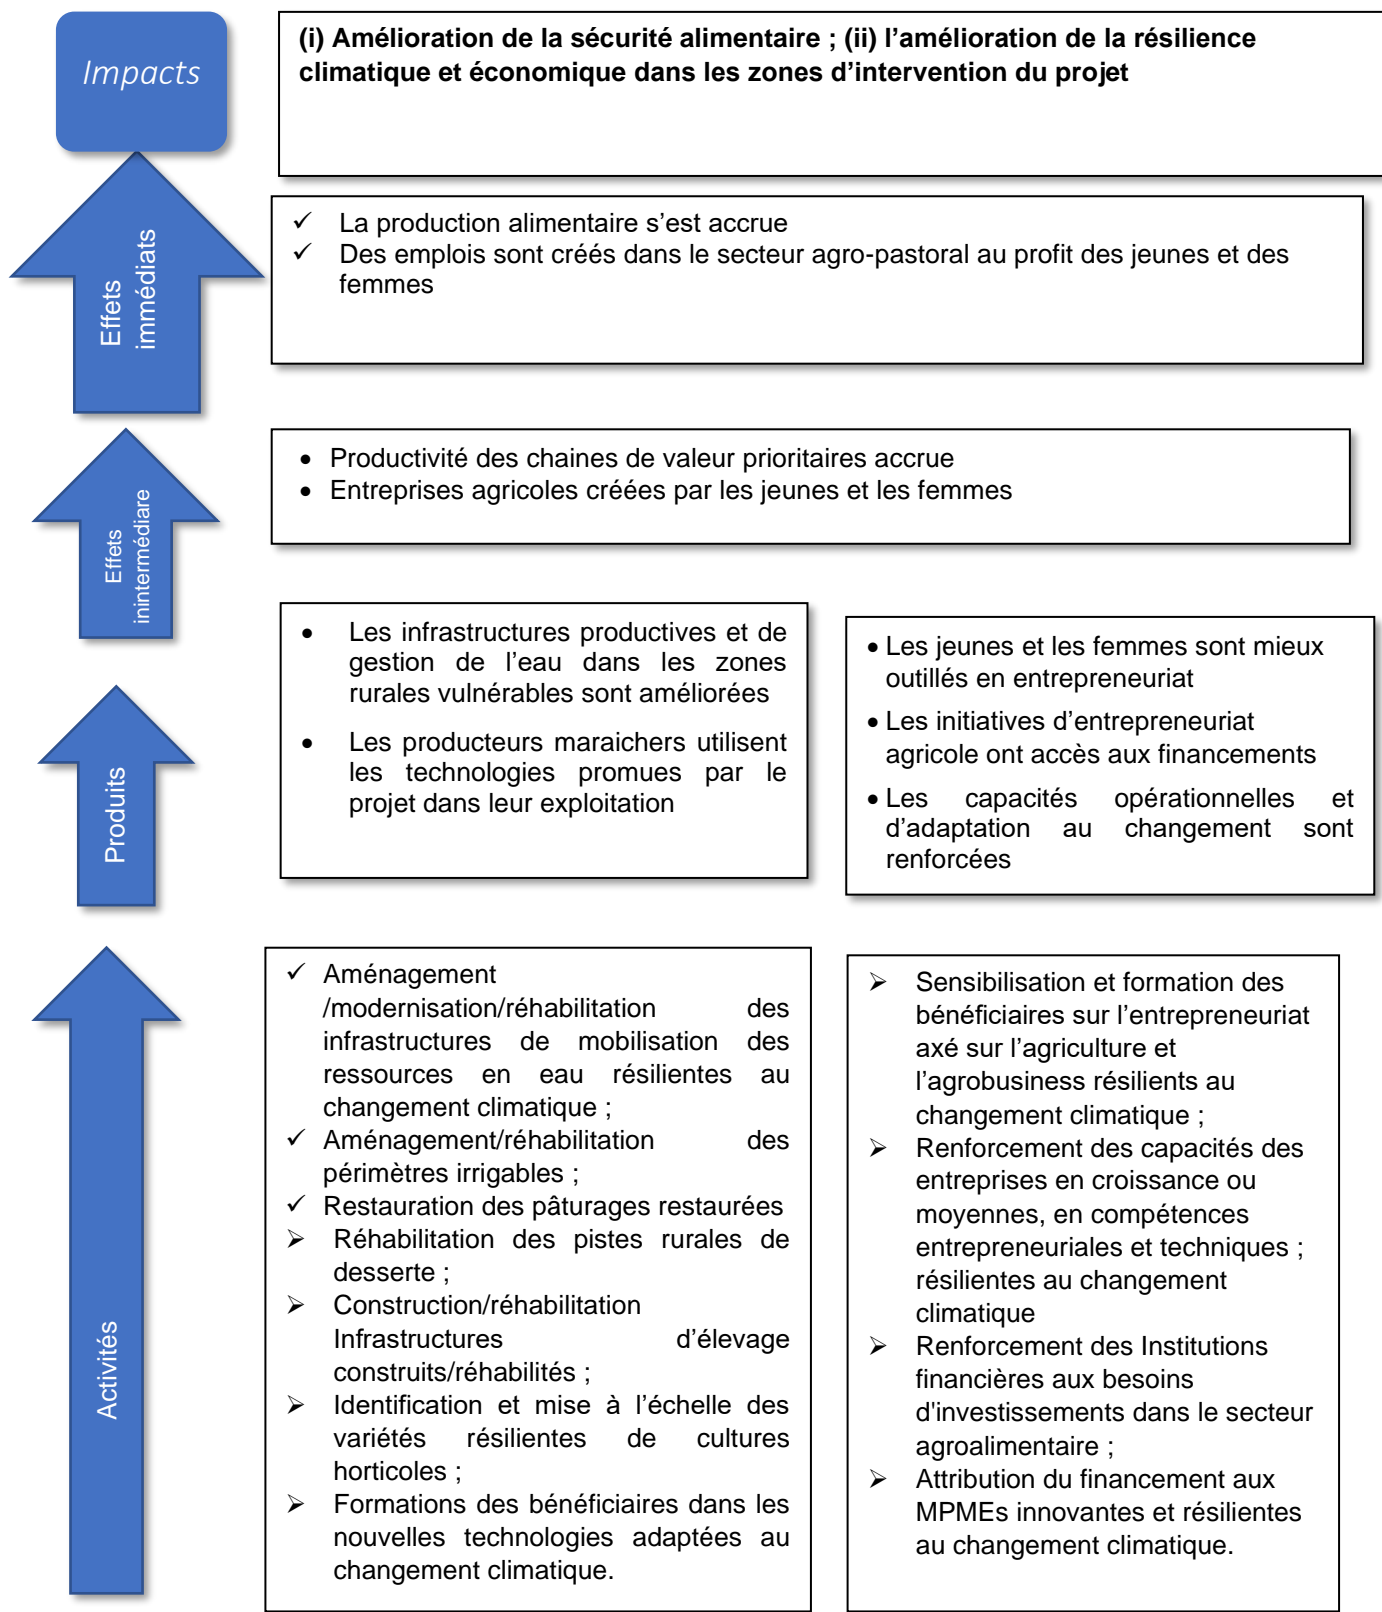 Impacts
(i) Amélioration de la sécurité alimentaire ; (ii) l’amélioration de la résilience
climatique et économique dans les zones d’intervention du projet
Effets
immédiats
✓ La production alimentaire s’est accrue
✓ Des emplois sont créés dans le secteur agro-pastoral au profit des jeunes et des
femmes
Effets
inintermédiare
• Productivité des chaines de valeur prioritaires accrue
• Entreprises agricoles créées par les jeunes et les femmes
Produits
• Les infrastructures productives et de
gestion de l’eau dans les zones
rurales vulnérables sont améliorées
• Les producteurs maraichers utilisent
les technologies promues par le
projet dans leur exploitation
• Les jeunes et les femmes sont mieux
outillés en entrepreneuriat
• Les initiatives d’entrepreneuriat
agricole ont accès aux financements
• Les capacités opérationnelles et
d’adaptation au changement sont
renforcées
Activités
✓ Aménagement
/modernisation/réhabilitation des
infrastructures de mobilisation des
ressources en eau résilientes au
changement climatique ;
✓ Aménagement/réhabilitation des
périmètres irrigables ;
✓ Restauration des pâturages restaurées
➢ Réhabilitation des pistes rurales de
desserte ;
➢ Construction/réhabilitation
Infrastructures d’élevage
construits/réhabilités ;
➢ Identification et mise à l’échelle des
variétés résilientes de cultures
horticoles ;
➢ Formations des bénéficiaires dans les
nouvelles technologies adaptées au
changement climatique.
➢ Sensibilisation et formation des
bénéficiaires sur l’entrepreneuriat
axé sur l’agriculture et
l’agrobusiness résilients au
changement climatique ;
➢ Renforcement des capacités des
entreprises en croissance ou
moyennes, en compétences
entrepreneuriales et techniques ;
résilientes au changement
climatique
➢ Renforcement des Institutions
financières aux besoins
d'investissements dans le secteur
agroalimentaire ;
➢ Attribution du financement aux
MPMEs innovantes et résilientes
au changement climatique.